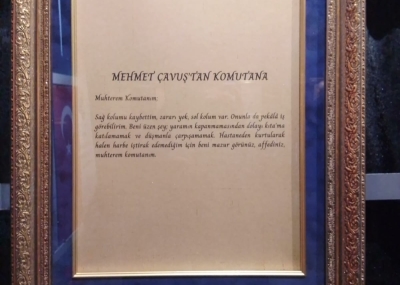 MEHMET ÇAVUŞ'TAN KOMUTANA
Muhterem Komutanım,
Sağ kolumu kaybettim, zararı yok, sol kolum var. Onunla da pekâlâ iş
görebilirim. Beni üzen şey; yaramın kapanmamasından dolayı kıta'ma
katılamamak ve düşmanla çarpışamamak. Hastaneden kurtularak
halen harbe iştirak edemediğim için beni mazur görünüz, affediniz,
muhterem komutanım.